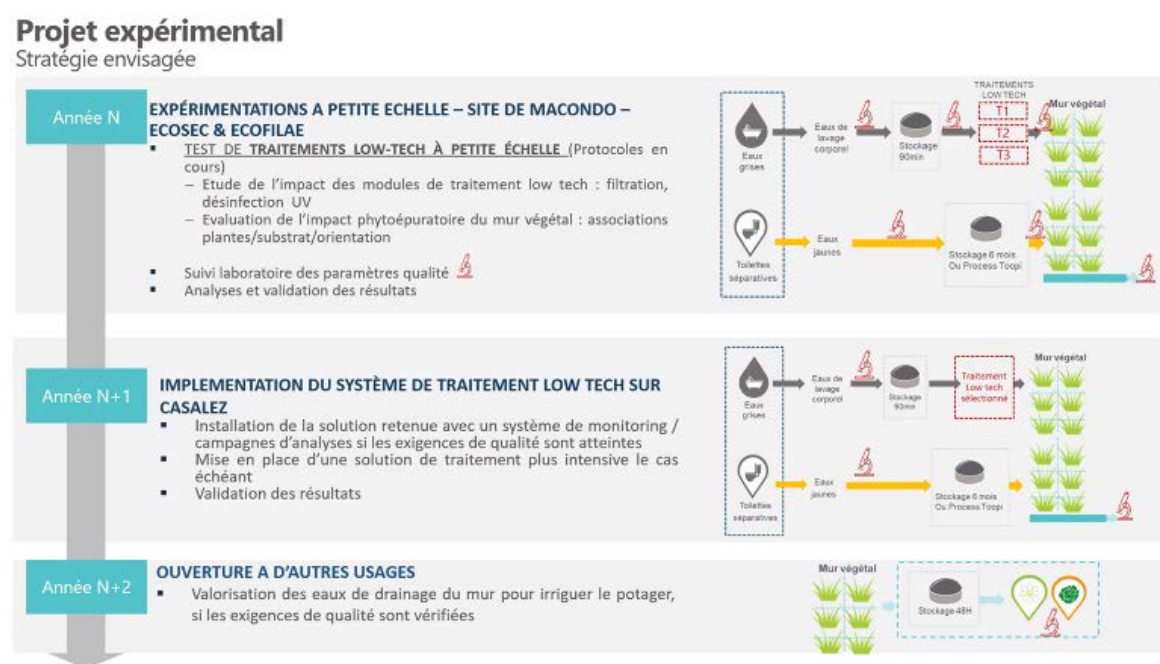 Projet expérimental
Stratégie envisagée
Année N
EXPÉRIMENTATIONS A PETITE ECHELLE – SITE DE MACONDO –
ECOSEC & ECOFILAE
▪ TEST DE TRAITEMENTS LOW-TECH À PETITE ÉCHELLE (Protocoles en
cours)
– Etude de l'impact des modules de traitement low tech : filtration,
désinfection UV
– Evaluation de l'impact phytoépuratoire du mur végétal : associations
plantes/substrat/orientation
▪ Suivi laboratoire des paramètres qualité
▪ Analyses et validation des résultats
TRAITEMENTS
LOW TECH
Mur végétal
T1
T2
T3
Eaux
grises
Eaux de
lavage
corporel
Stockage
90min
Toilettes
séparatives
Eaux
jaunes
Stockage 6 mois
Ou Process Toopi
Année N+1
IMPLEMENTATION DU SYSTÈME DE TRAITEMENT LOW TECH SUR
CASALEZ
▪ Installation de la solution retenue avec un système de monitoring /
campagnes d'analyses si les exigences de qualité sont atteintes
▪ Mise en place d'une solution de traitement plus intensive le cas
échéant
▪ Validation des résultats
Mur végétal
Eaux
grises
Eaux de
lavage
corporel
Stockage
90min
Traitement
Low tech
sélectionné
Toilettes
séparatives
Eaux
jaunes
Stockage 6 mois
Ou Process Toopi
Année N+2
OUVERTURE A D'AUTRES USAGES
▪ Valorisation des eaux de drainage du mur pour irriguer le potager,
si les exigences de qualité sont vérifiées
Mur végétal
Stockage 48H